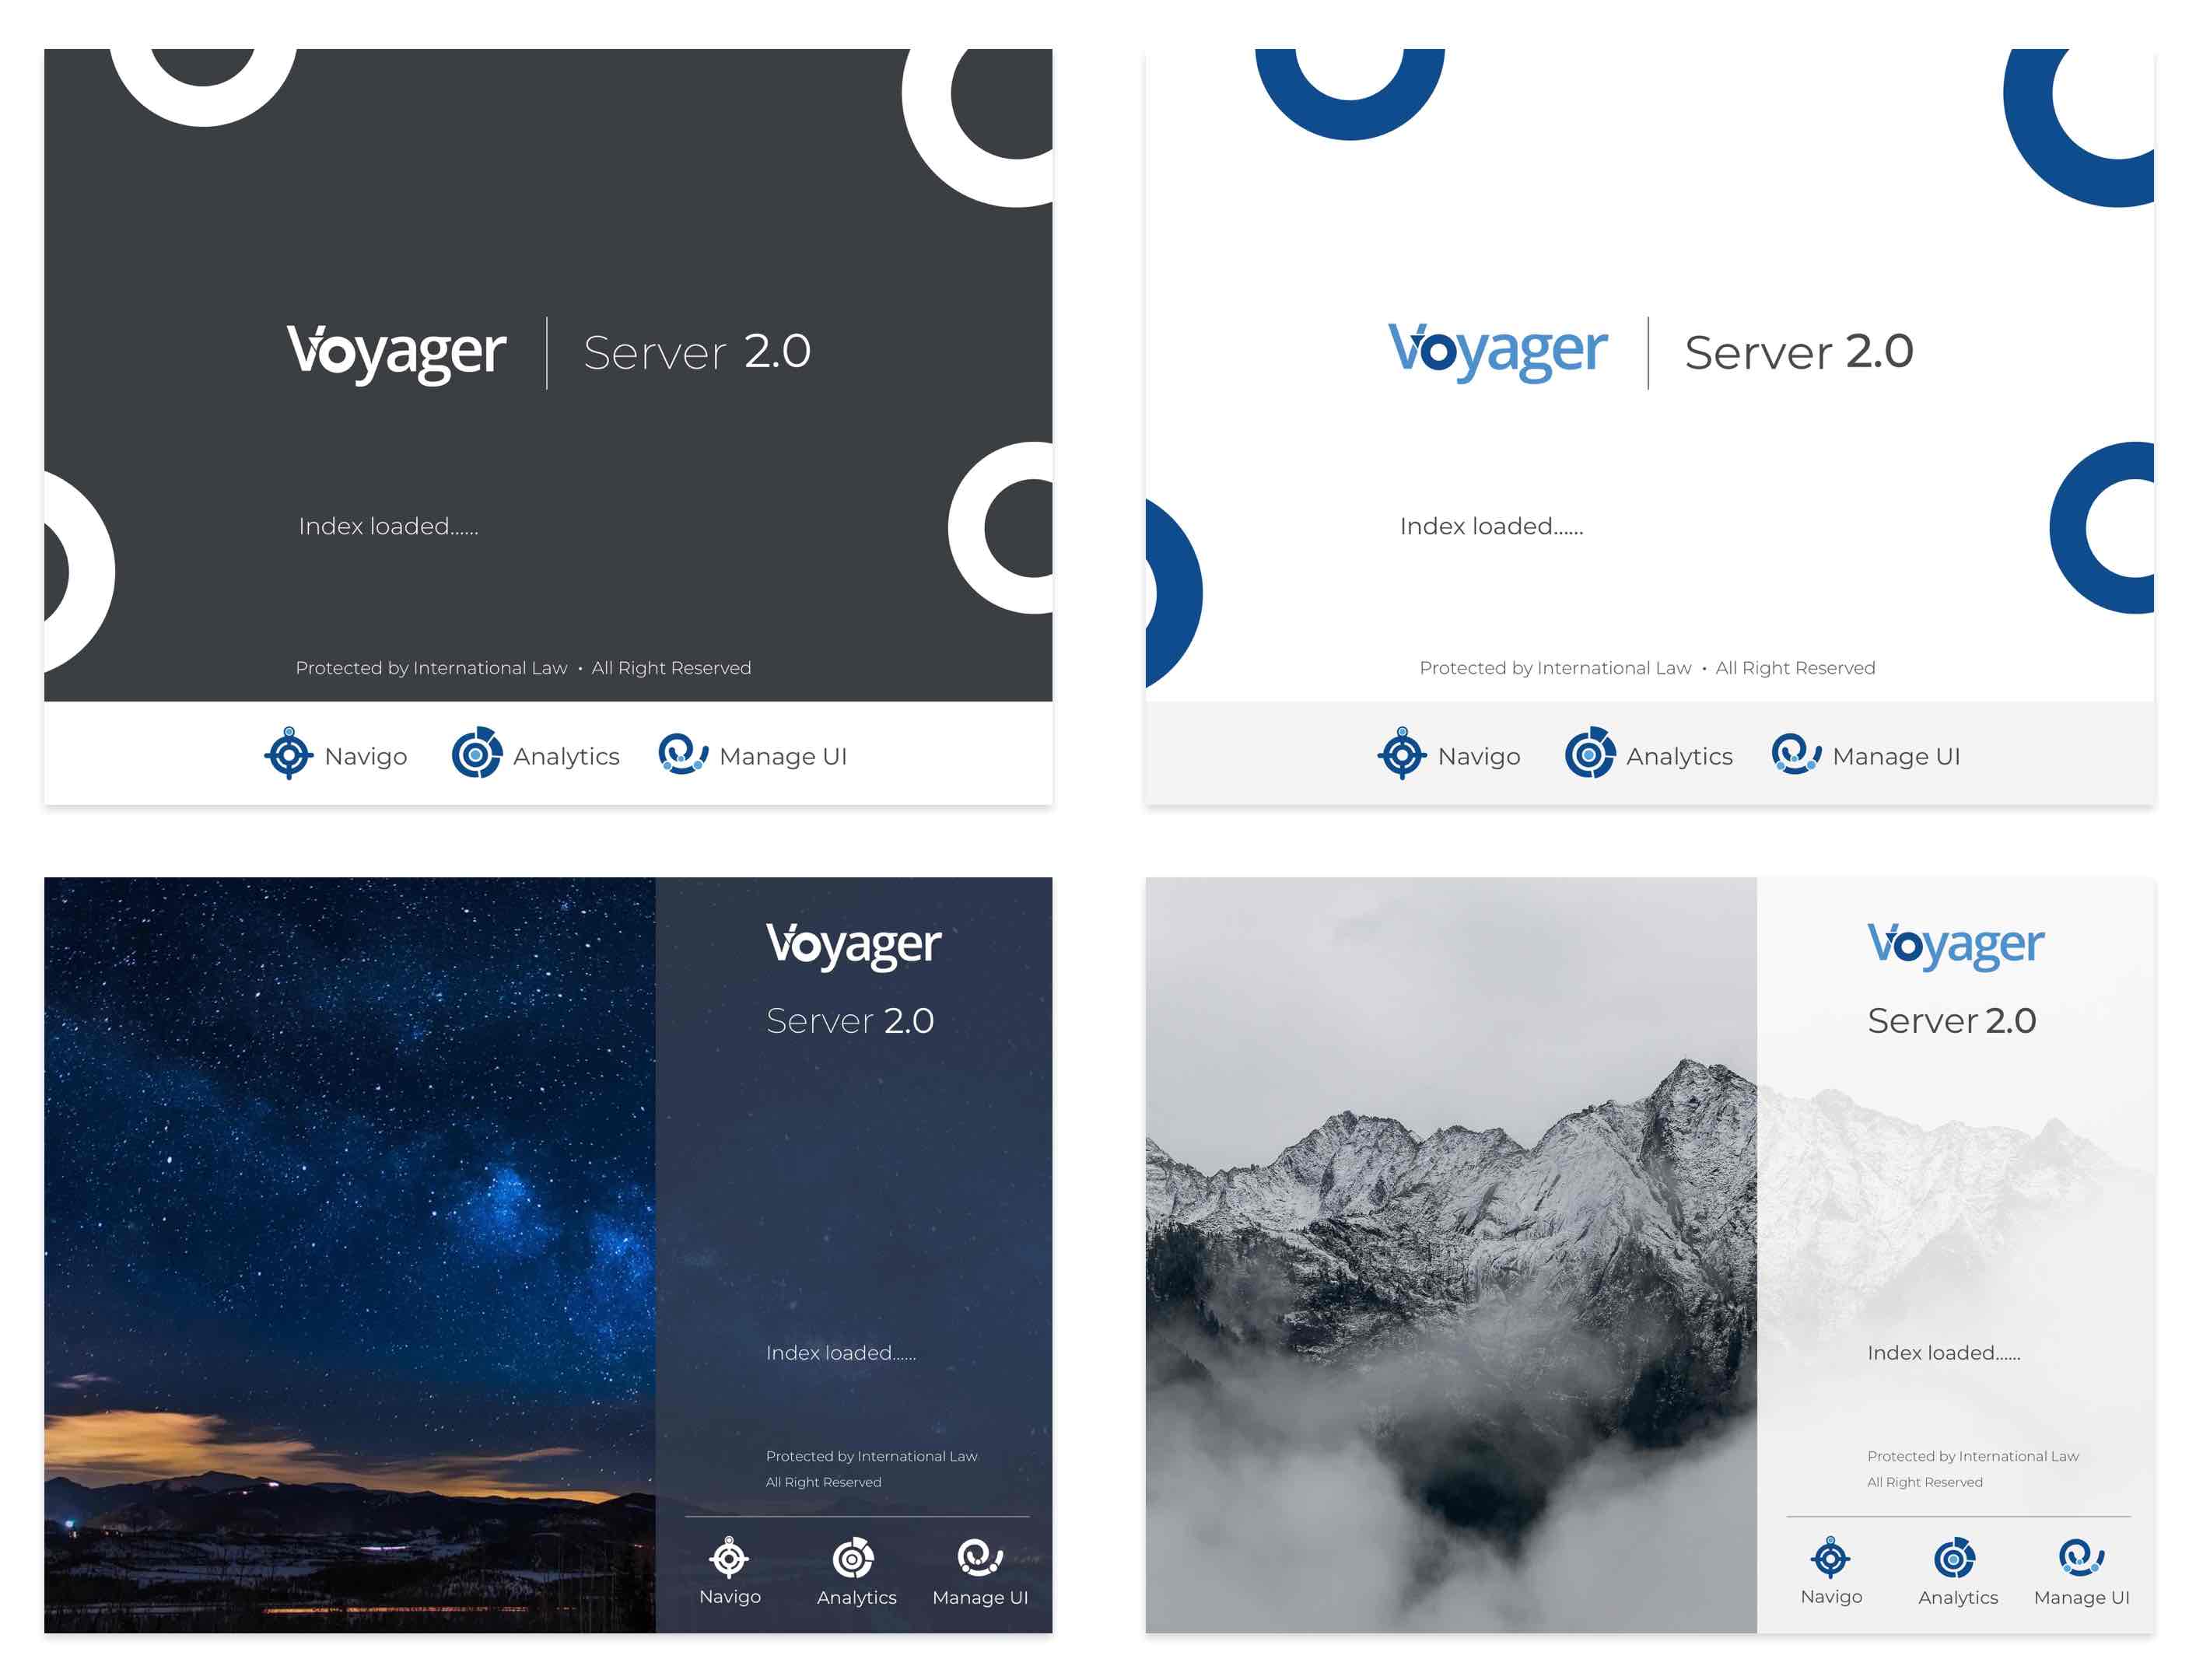 Voyager | Server 2.0
Index loaded......
Protected by International Law • All Right Reserved
Navigo Analytics Manage UI
Voyager | Server 2.0
Index loaded......
Protected by International Law • All Right Reserved
Navigo Analytics Manage UI
Voyager
Server 2.0
Index loaded......
Protected by International Law
All Right Reserved
Navigo Analytics Manage UI
Voyager
Server 2.0
Index loaded......
Protected by International Law
All Right Reserved
Navigo Analytics Manage UI